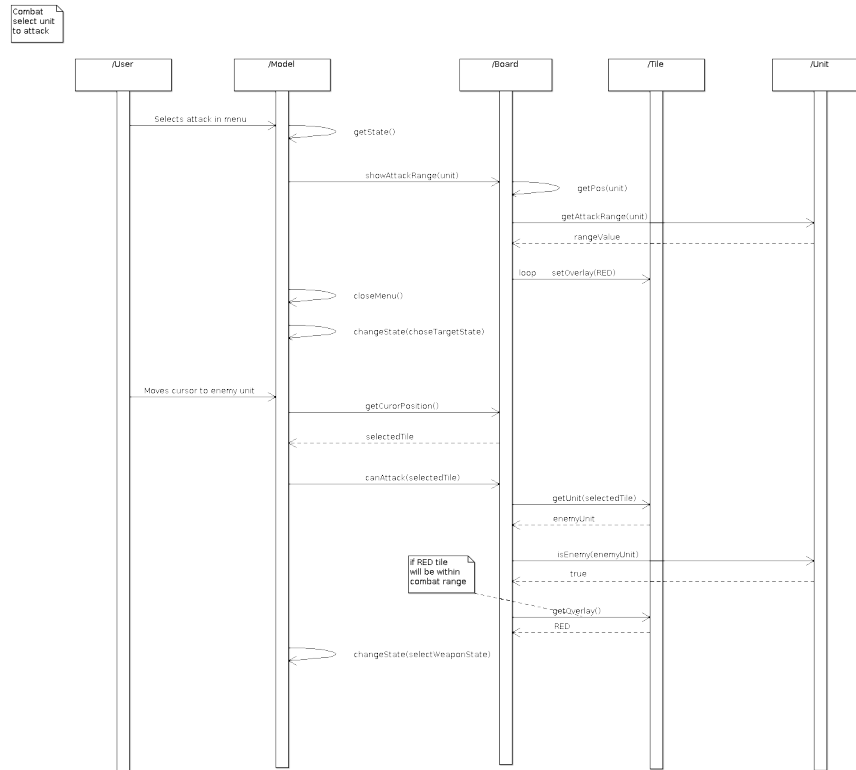 Combat
select unit
to attack
/User
/Model
/Board
/Tile
/Unit
Selects attack in menu
getState()
showAttackRange(unit)
getPos(unit)
getAttackRange(unit)
rangeValue
loop
setOverlay(RED)
closeMenu()
changeState(choseTargetState)
Moves cursor to enemy unit
getCurorPosition()
selectedTile
canAttack(selectedTile)
getUnit(selectedTile)
enemyUnit
isEnemy(enemyUnit)
if RED tile
will be within
combat range
true
getOverlay()
RED
changeState(selectWeaponState)